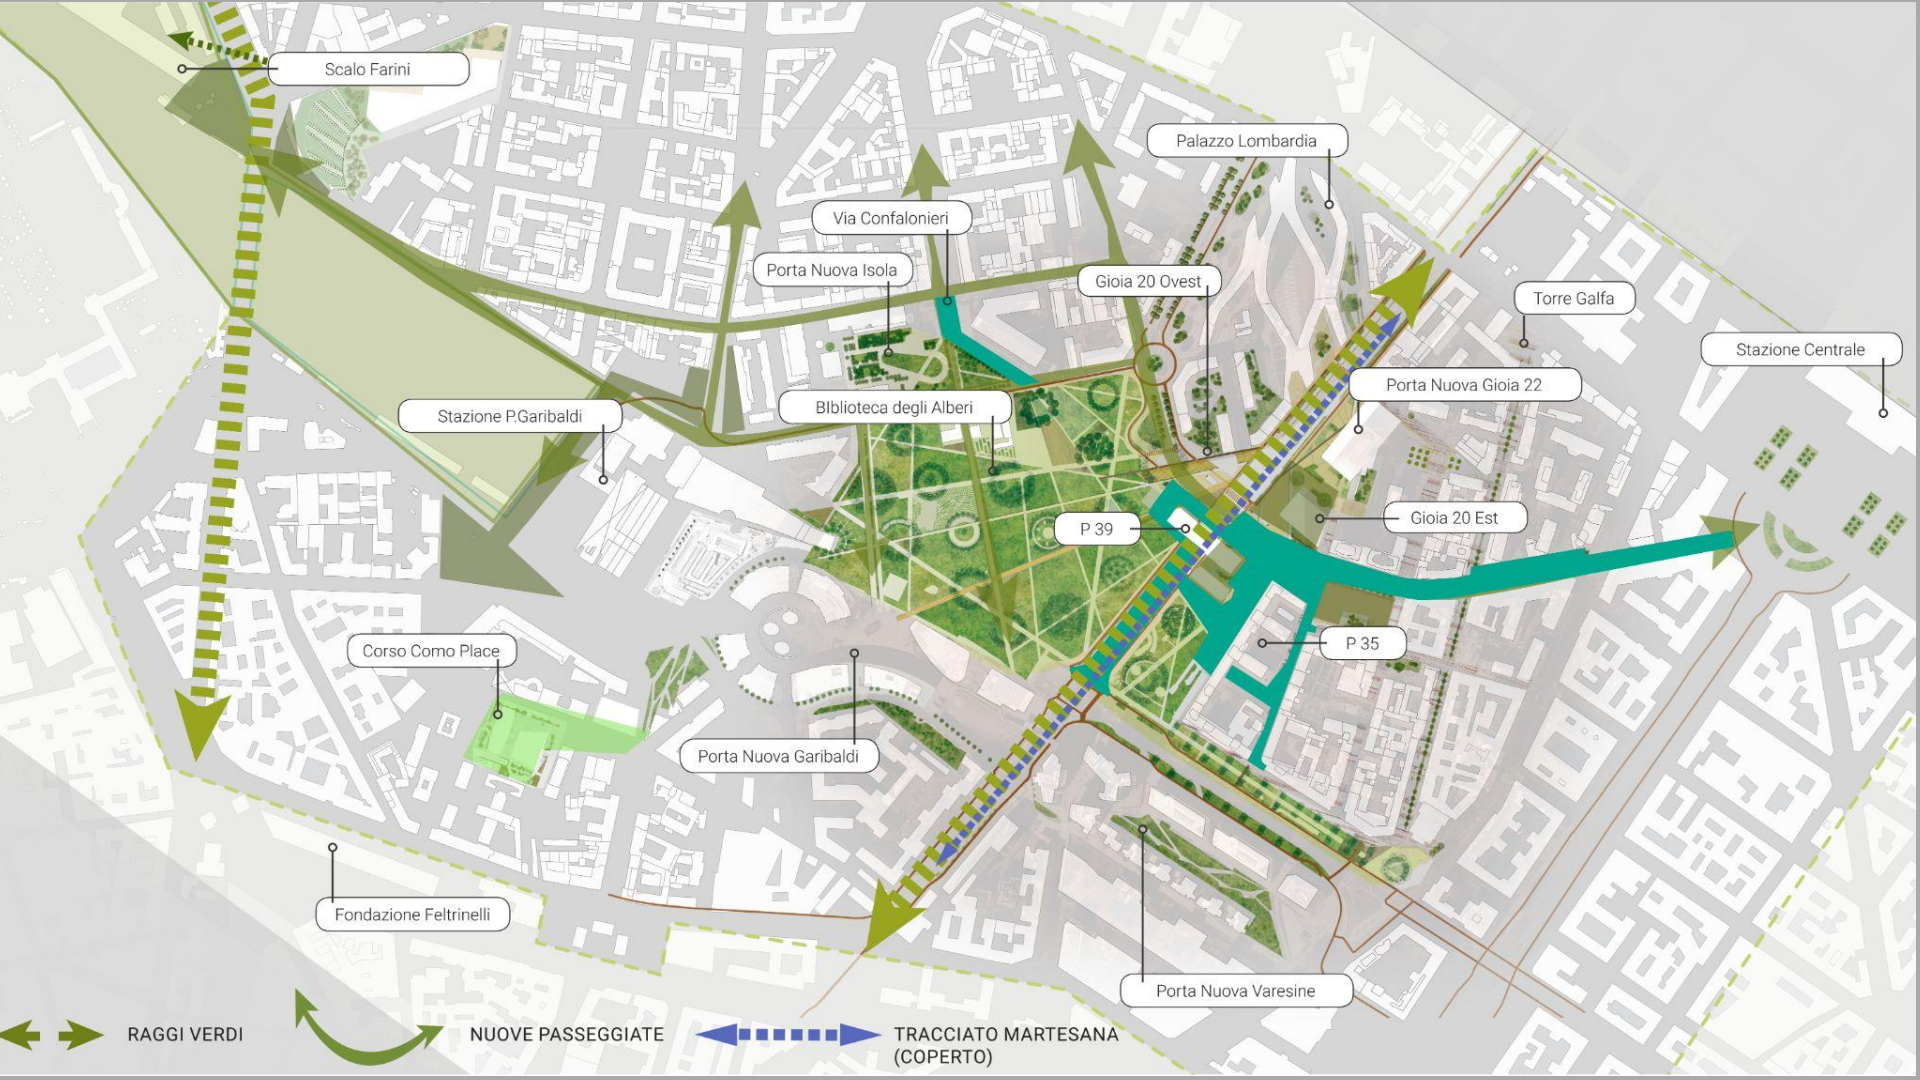 Scalo Farini
Palazzo Lombardia
Via Confalonieri
Porta Nuova Isola
Gioia 20 Ovest
Torre Galfa
Stazione Centrale
Porta Nuova Gioia 22
BIblioteca degli Alberi
Stazione P.Garibaldi
Gioia 20 Est
P 39
P 35
Corso Como Place
Porta Nuova Garibaldi
Fondazione Feltrinelli
Porta Nuova Varesine
RAGGI VERDI
NUOVE PASSEGGIATE
TRACCIATO MARTESANA
(COPERTO)